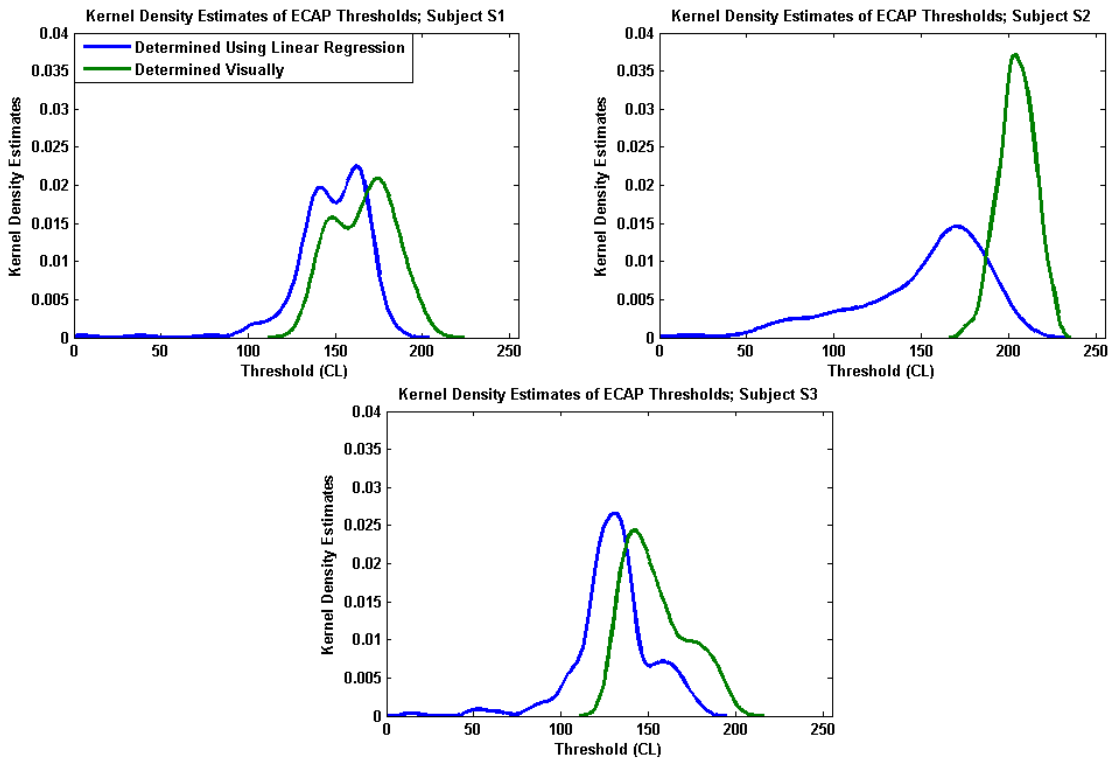 Kernel Density Estimates of ECAP Thresholds; Subject S1
0.04
0.035
0.03
0.025
0.02
0.015
0.01
0.005
0
Kernel Density Estimates
Determined Using Linear Regression
Determined Visually
0 50 100 150 200 250
Threshold (CL)
Kernel Density Estimates of ECAP Thresholds; Subject S2
0.04
0.035
0.03
0.025
0.02
0.015
0.01
0.005
0
Kernel Density Estimates
0 50 100 150 200 250
Threshold (CL)
Kernel Density Estimates of ECAP Thresholds; Subject S3
0.04
0.035
0.03
0.025
0.02
0.015
0.01
0.005
0
Kernel Density Estimates
0 50 100 150 200 250
Threshold (CL)